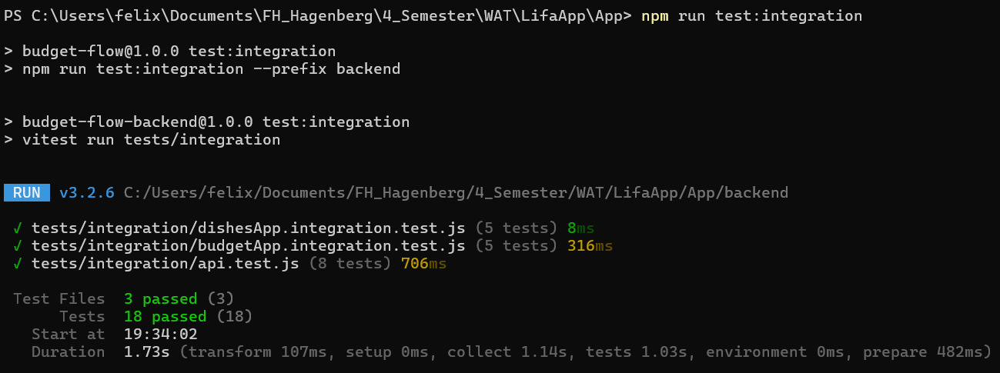 PS C:\Users\felix\Documents\FH_Hagenberg\4_Semester\WAT\LifaApp\App> npm run test:integration
> budget-flow@1.0.0 test:integration
> npm run test:integration --prefix backend
> budget-flow-backend@1.0.0 test:integration
> vitest run tests/integration
RUN v3.2.6 C:/Users/felix/Documents/FH_Hagenberg/4_Semester/WAT/LifaApp/App/backend
√ tests/integration/dishesApp.integration.test.js (5 tests) 8ms
√ tests/integration/budgetApp.integration.test.js (5 tests) 316ms
√ tests/integration/api.test.js (8 tests) 706ms
Test Files 3 passed (3)
Tests 18 passed (18)
Start at 19:34:02
Duration 1.73s (transform 107ms, setup 0ms, collect 1.14s, tests 1.03s, environment 0ms, prepare 482ms)